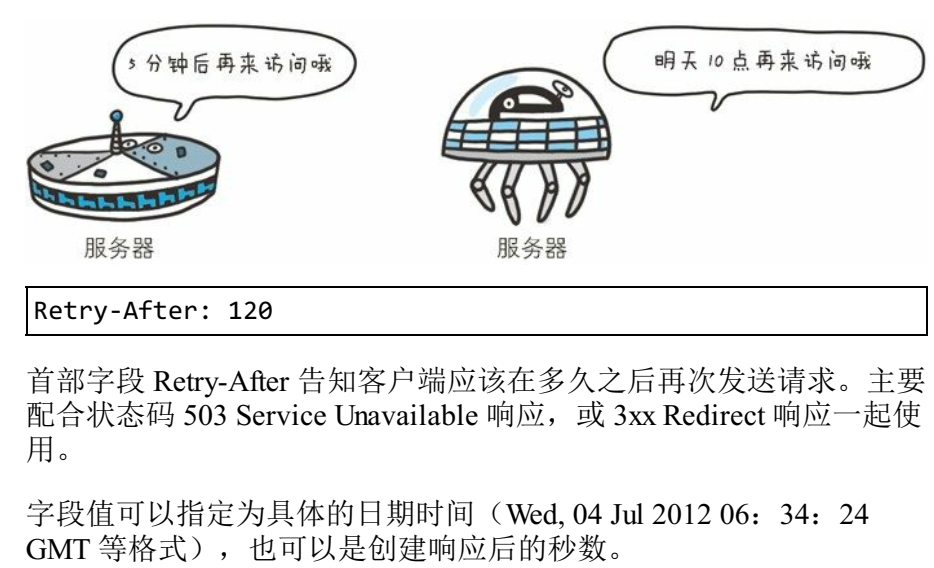 5分钟后再来访问哦
明天10点再来访问哦
服务器
服务器
Retry-After: 120
首部字段 Retry-After 告知客户端应该在多久之后再次发送请求。主要
配合状态码 503 Service Unavailable 响应，或 3xx Redirect 响应一起使
用。
字段值可以指定为具体的日期时间（Wed, 04 Jul 2012 06：34：24
GMT 等格式），也可以是创建响应后的秒数。